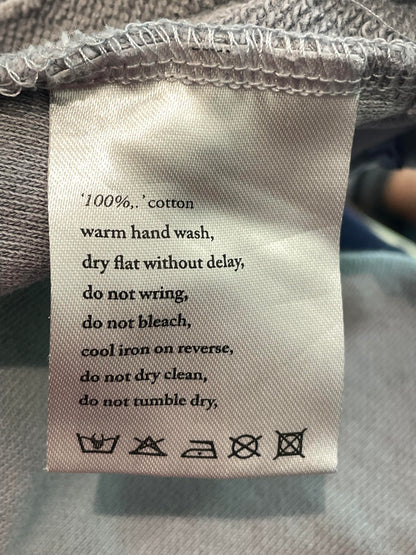 ‘100%,.’ cotton
warm hand wash,
dry flat without delay,
do not wring,
do not bleach,
cool iron on reverse,
do not dry clean,
do not tumble dry,